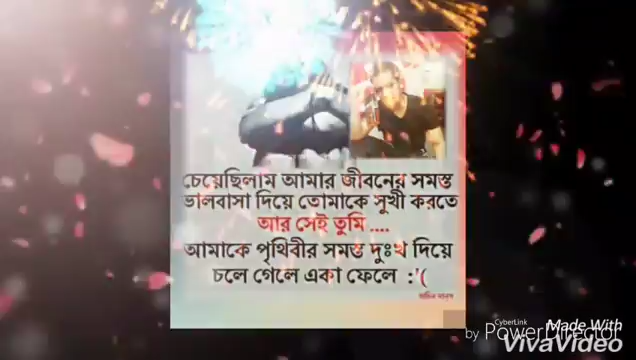 চেয়েছিলাম আমার জীবনের সমস্ত
ভালবাসা দিয়ে তোমাকে সুখী করতে
আর সেই তুমি ....
আমাকে পৃথিবীর সমস্ত দুঃখ দিয়ে
চলে গেলে একা ফেলে :'(
CyberLink
by PowerDirector
Made With
VivaVideo